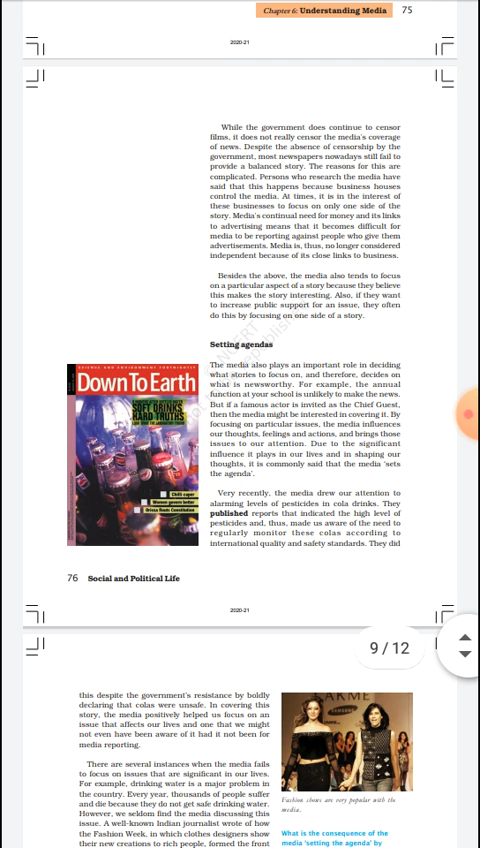 Chapter 6: Understanding Media 75
2020-21
While the government does continue to censor
films, it does not really censor the media's coverage
of news. Despite the absence of censorship by the
government, most newspapers nowadays still fail to
provide a balanced story. The reasons for this are
complicated. Persons who research the media have
said that this happens because business houses
control the media. At times, it is in the interest of
these businesses to focus on only one side of the
story. Media's continual need for money and its links
to advertising means that it becomes difficult for
media to be reporting against people who give them
advertisements. Media is, thus, no longer considered
independent because of its close links to business.
Besides the above, the media also tends to focus
on a particular aspect of a story because they believe
this makes the story interesting. Also, if they want
to increase public support for an issue, they often
do this by focusing on one side of a story.
Setting agendas
The media also plays an important role in deciding
what stories to focus on, and therefore, decides on
what is newsworthy. For example, the annual
function at your school is unlikely to make the news.
But if a famous actor is invited as the Chief Guest,
then the media might be interested in covering it. By
focusing on particular issues, the media influences
our thoughts, feelings and actions, and brings those
issues to our attention. Due to the significant
influence it plays in our lives and in shaping our
thoughts, it is commonly said that the media 'sets
the agenda'.
Very recently, the media drew our attention to
alarming levels of pesticides in cola drinks. They
published reports that indicated the high level of
pesticides and, thus, made us aware of the need to
regularly monitor these colas according to
international quality and safety standards. They did
SCIENCE AND ENVIRONMENT FORTNIGHTLY
Down To Earth
SOFT DRINKS
HARD TRUTHS
Chilli caper
Women govern better
Orissa flouts Constitution
76 Social and Political Life
2020-21
9 / 12
this despite the government's resistance by boldly
declaring that colas were unsafe. In covering this
story, the media positively helped us focus on an
issue that affects our lives and one that we might
not even have been aware of had it not been for
media reporting.
There are several instances when the media fails
to focus on issues that are significant in our lives.
For example, drinking water is a major problem in
the country. Every year, thousands of people suffer
and die because they do not get safe drinking water.
However, we seldom find the media discussing this
issue. A well-known Indian journalist wrote of how
the Fashion Week, in which clothes designers show
their new creations to rich people, formed the front
LAKME
Fashion shows are very popular with the
media.
What is the consequence of the
media 'setting the agenda' by